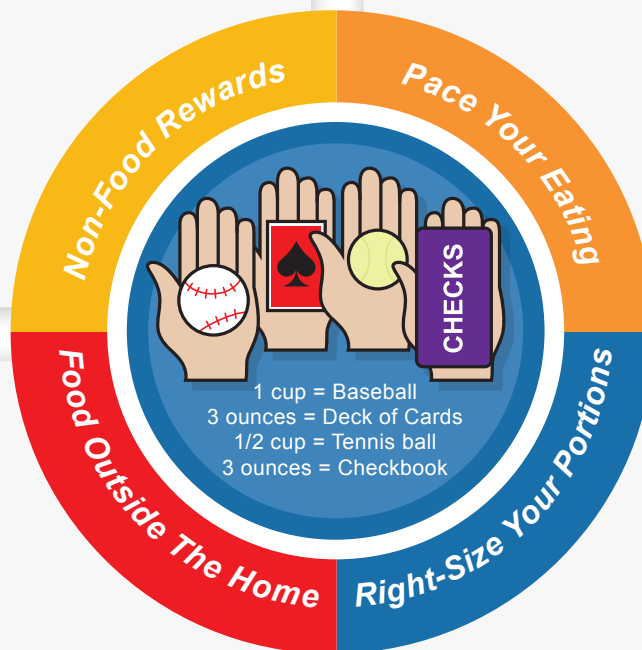 Non-Food Rewards
Pace Your Eating
CHECKS
1 cup = Baseball
3 ounces = Deck of Cards
1/2 cup = Tennis ball
3 ounces = Checkbook
Food Outside The Home
Right-Size Your Portions